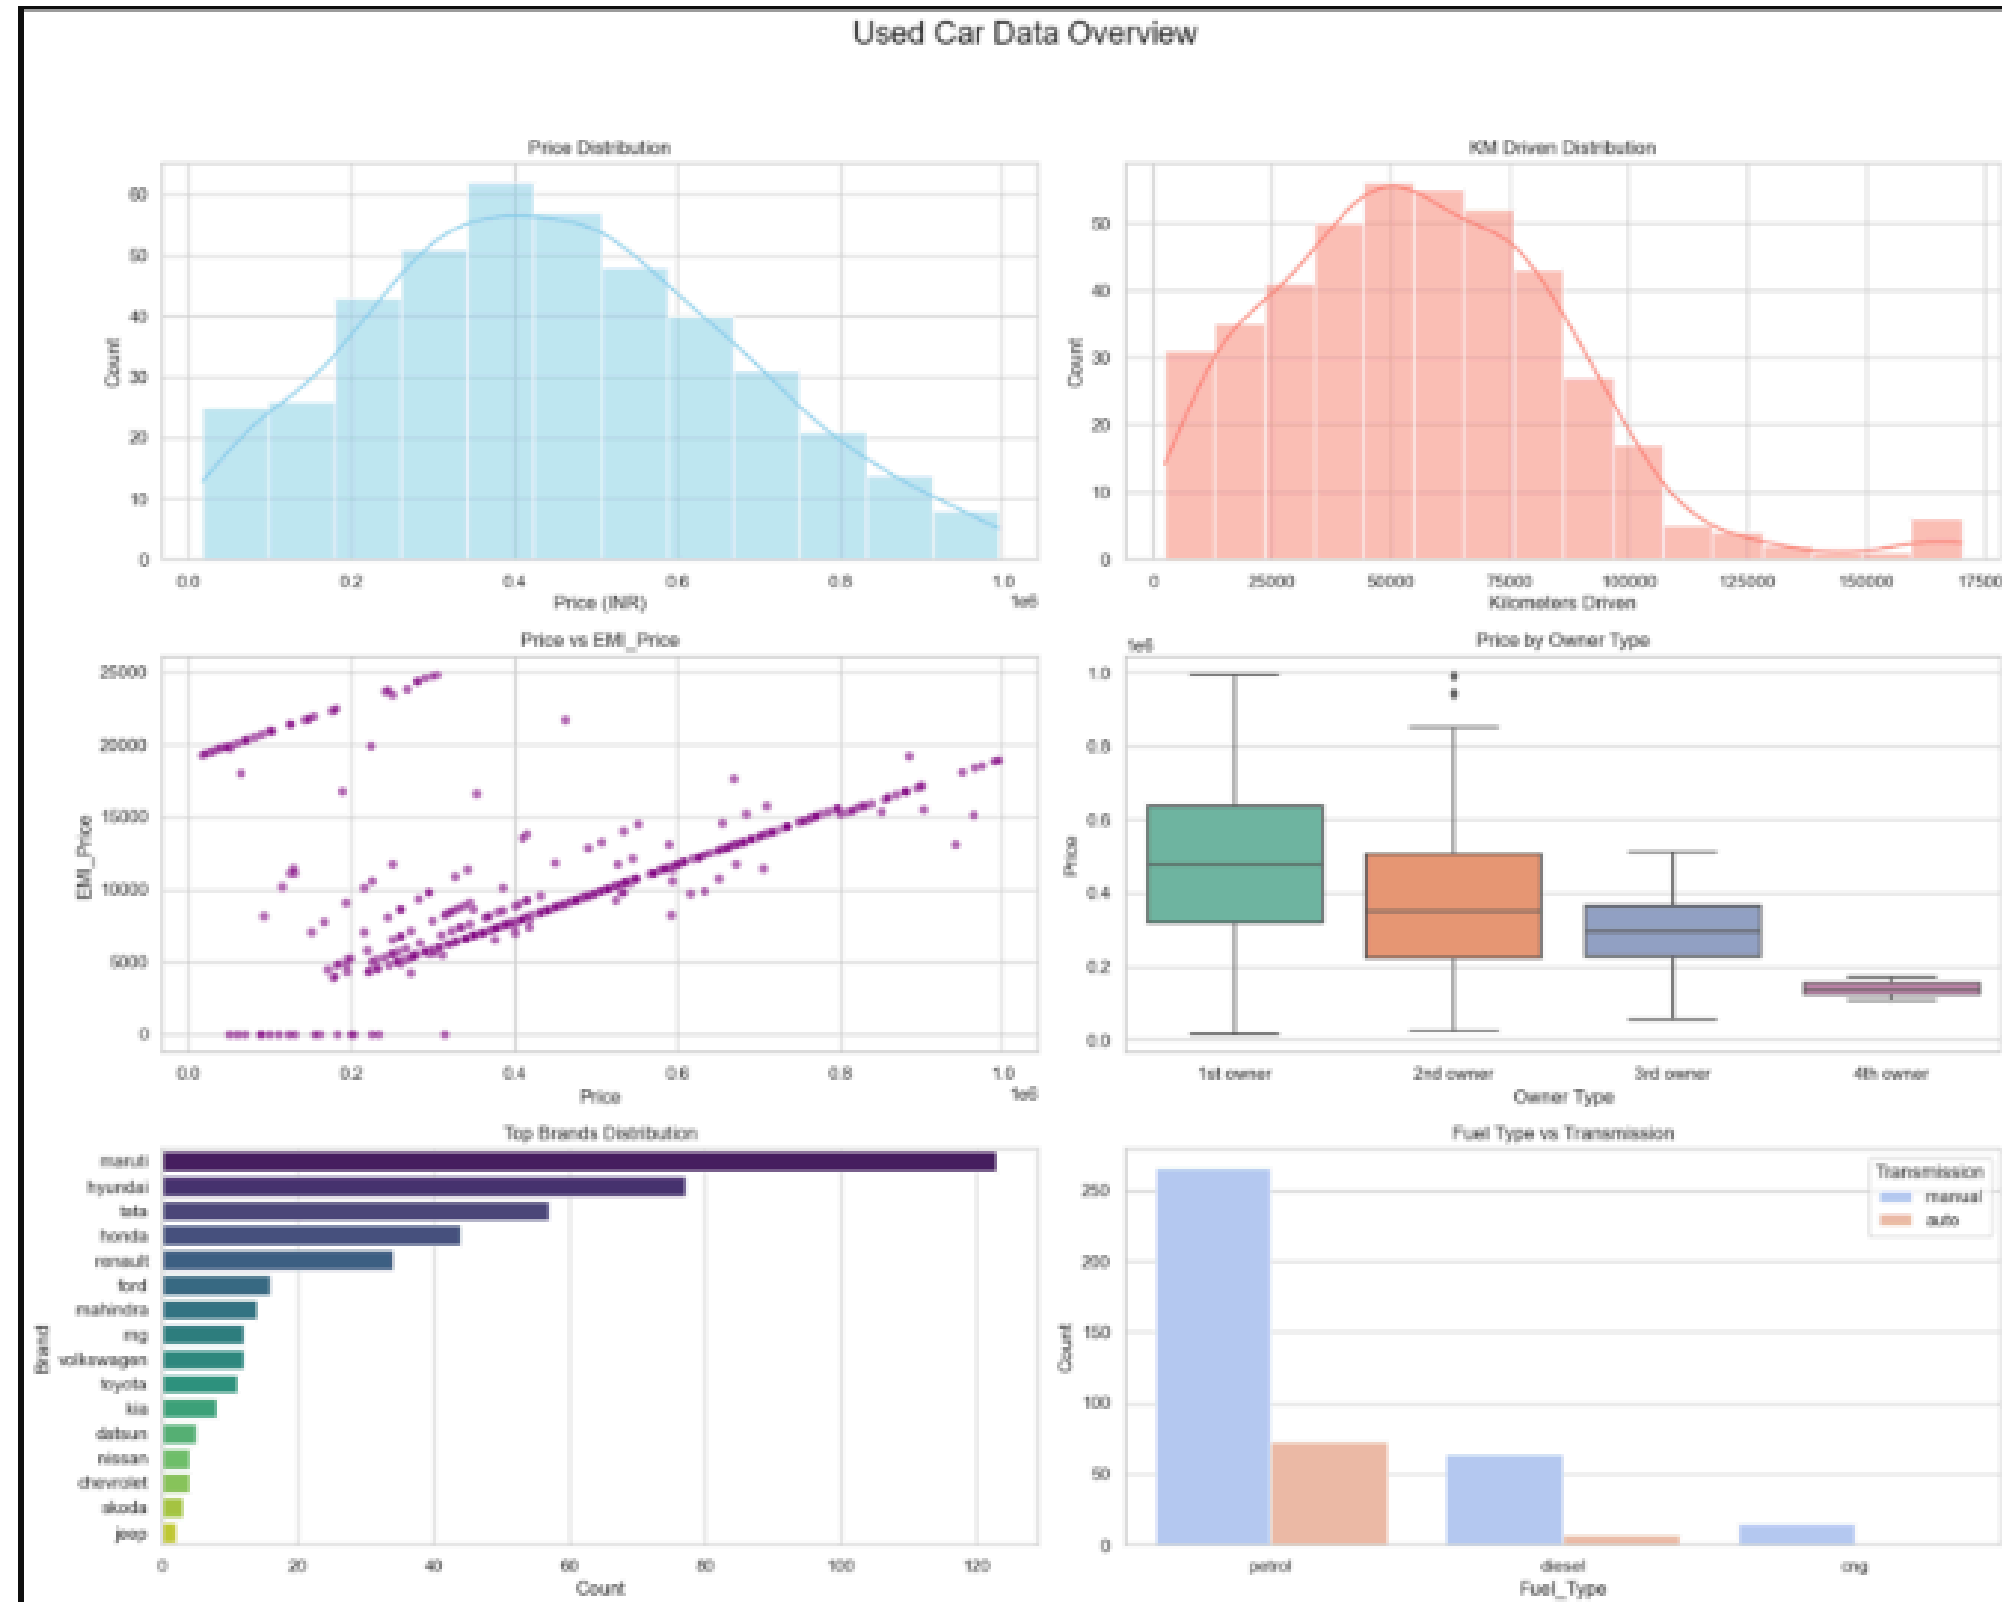 Used Car Data Overview
Price Distribution
Count
60
50
40
30
20
10
0
0.0 0.2 0.4 0.6 0.8 1.0
1e6
Price (INR)
KM Driven Distribution
Count
50
40
30
20
10
0
0 25000 50000 75000 100000 125000 150000 17500
Kilometers Driven
Price vs EMI_Price
EMI_Price
25000
20000
15000
10000
5000
0
0.0 0.2 0.4 0.6 0.8 1.0
1e6
Price
Price by Owner Type
1e6
Price
1.0
0.8
0.6
0.4
0.2
0.0
1st owner 2nd owner 3rd owner 4th owner
Owner Type
Top Brands Distribution
Brand
maruti
hyundai
tata
honda
renault
ford
mahindra
mg
volkswagen
toyota
kia
datsun
nissan
chevrolet
skoda
jeep
0 20 40 60 80 100 120
Count
Fuel Type vs Transmission
Transmission
manual
auto
Count
250
200
150
100
50
0
petrol diesel cng
Fuel_Type